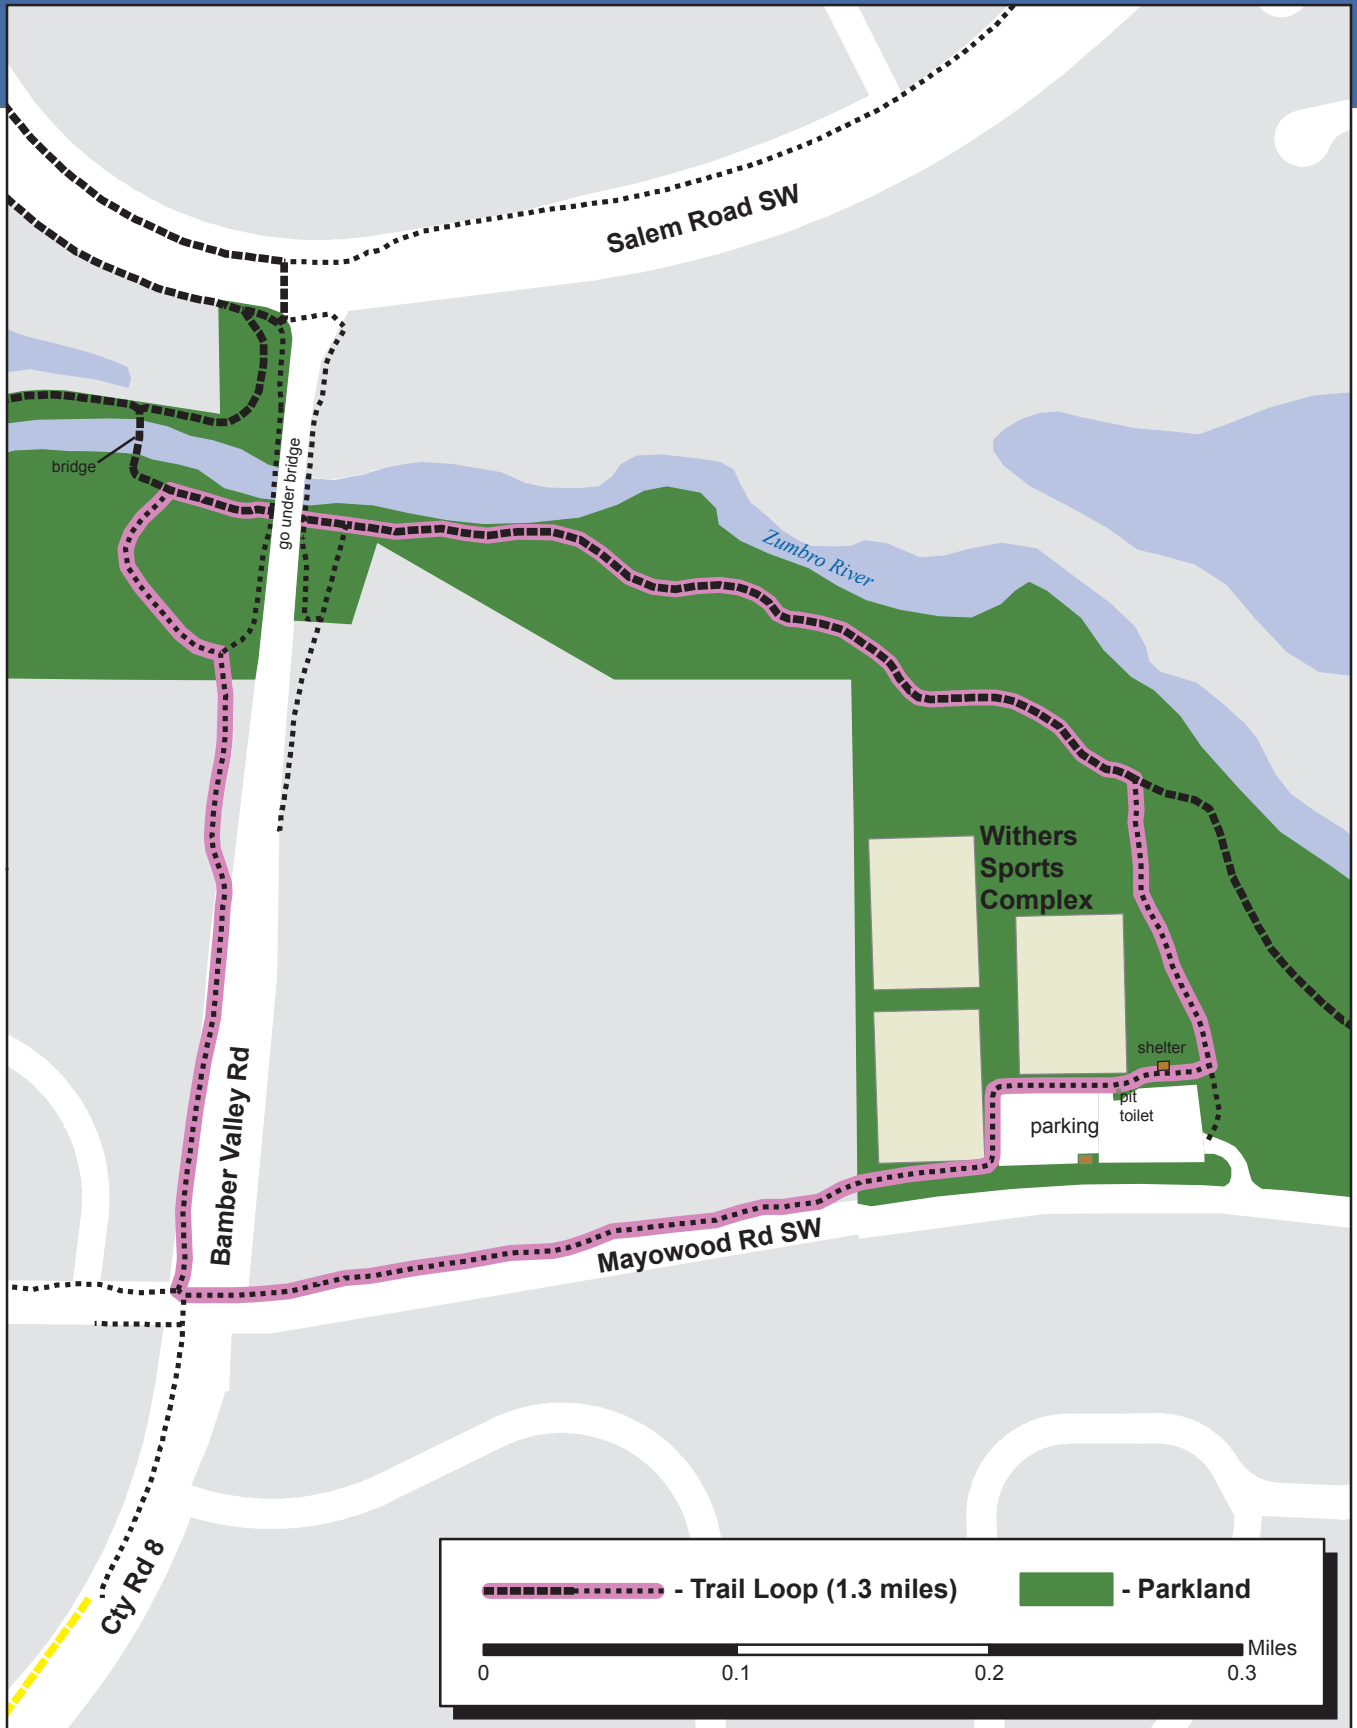 Salem Road SW
bridge
go under bridge
Zumbro River
Withers
Sports
Complex
shelter
pit
toilet
parking
Bamber Valley Rd
Mayowood Rd SW
Cty Rd 8
- Trail Loop (1.3 miles)
- Parkland
Miles
0 0.1 0.2 0.3